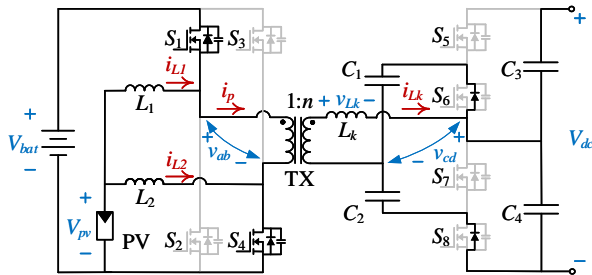 S1
S3
S5
iL1
ip
C1
C3
L1
1:n
+ vLk −
iLk
S6
+
Vbat
−
+
vab
−
Lk
+
vcd
−
+
Vdc
−
iL2
TX
S7
L2
+
Vpv
−
PV
S2
S4
C2
C4
S8